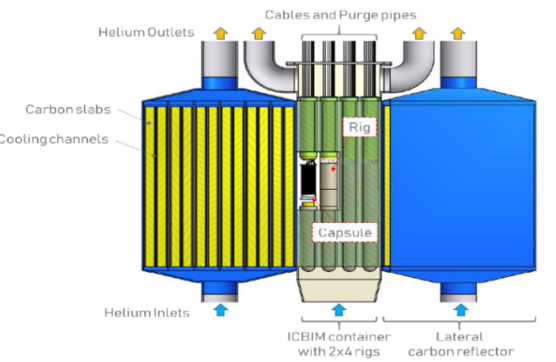 Cables and Purge pipes
Helium Outlets
Carbon slabs
Cooling channels
Rig
Capsule
Helium Inlets
ICBIM container
with 2x4 rigs
Lateral
carbon reflector